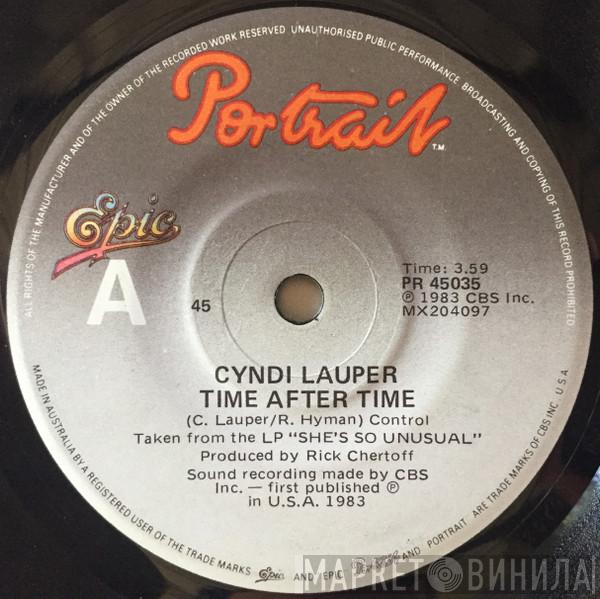 ALL RIGHTS OF THE MANUFACTURER AND OF THE OWNER OF THE RECORDED WORK RESERVED UNAUTHORISED PUBLIC PERFORMANCE BROADCASTING AND COPYING OF THIS RECORD PROHIBITED
Portrait
T.M.
Epic
A
45
Time: 3.59
PR 45035
℗ 1983 CBS Inc.
MX204097
CYNDI LAUPER
TIME AFTER TIME
(C. Lauper/R. Hyman) Control
Taken from the LP "SHE'S SO UNUSUAL"
Produced by Rick Chertoff
Sound recording made by CBS
Inc. — first published ℗
in U.S.A. 1983
MADE IN AUSTRALIA BY A REGISTERED USER OF THE TRADE MARKS Epic AND "EPIC" Portrait AND PORTRAIT ARE TRADE MARKS OF CBS INC. U.S.A.
МАРКЕТ ВИНИЛА